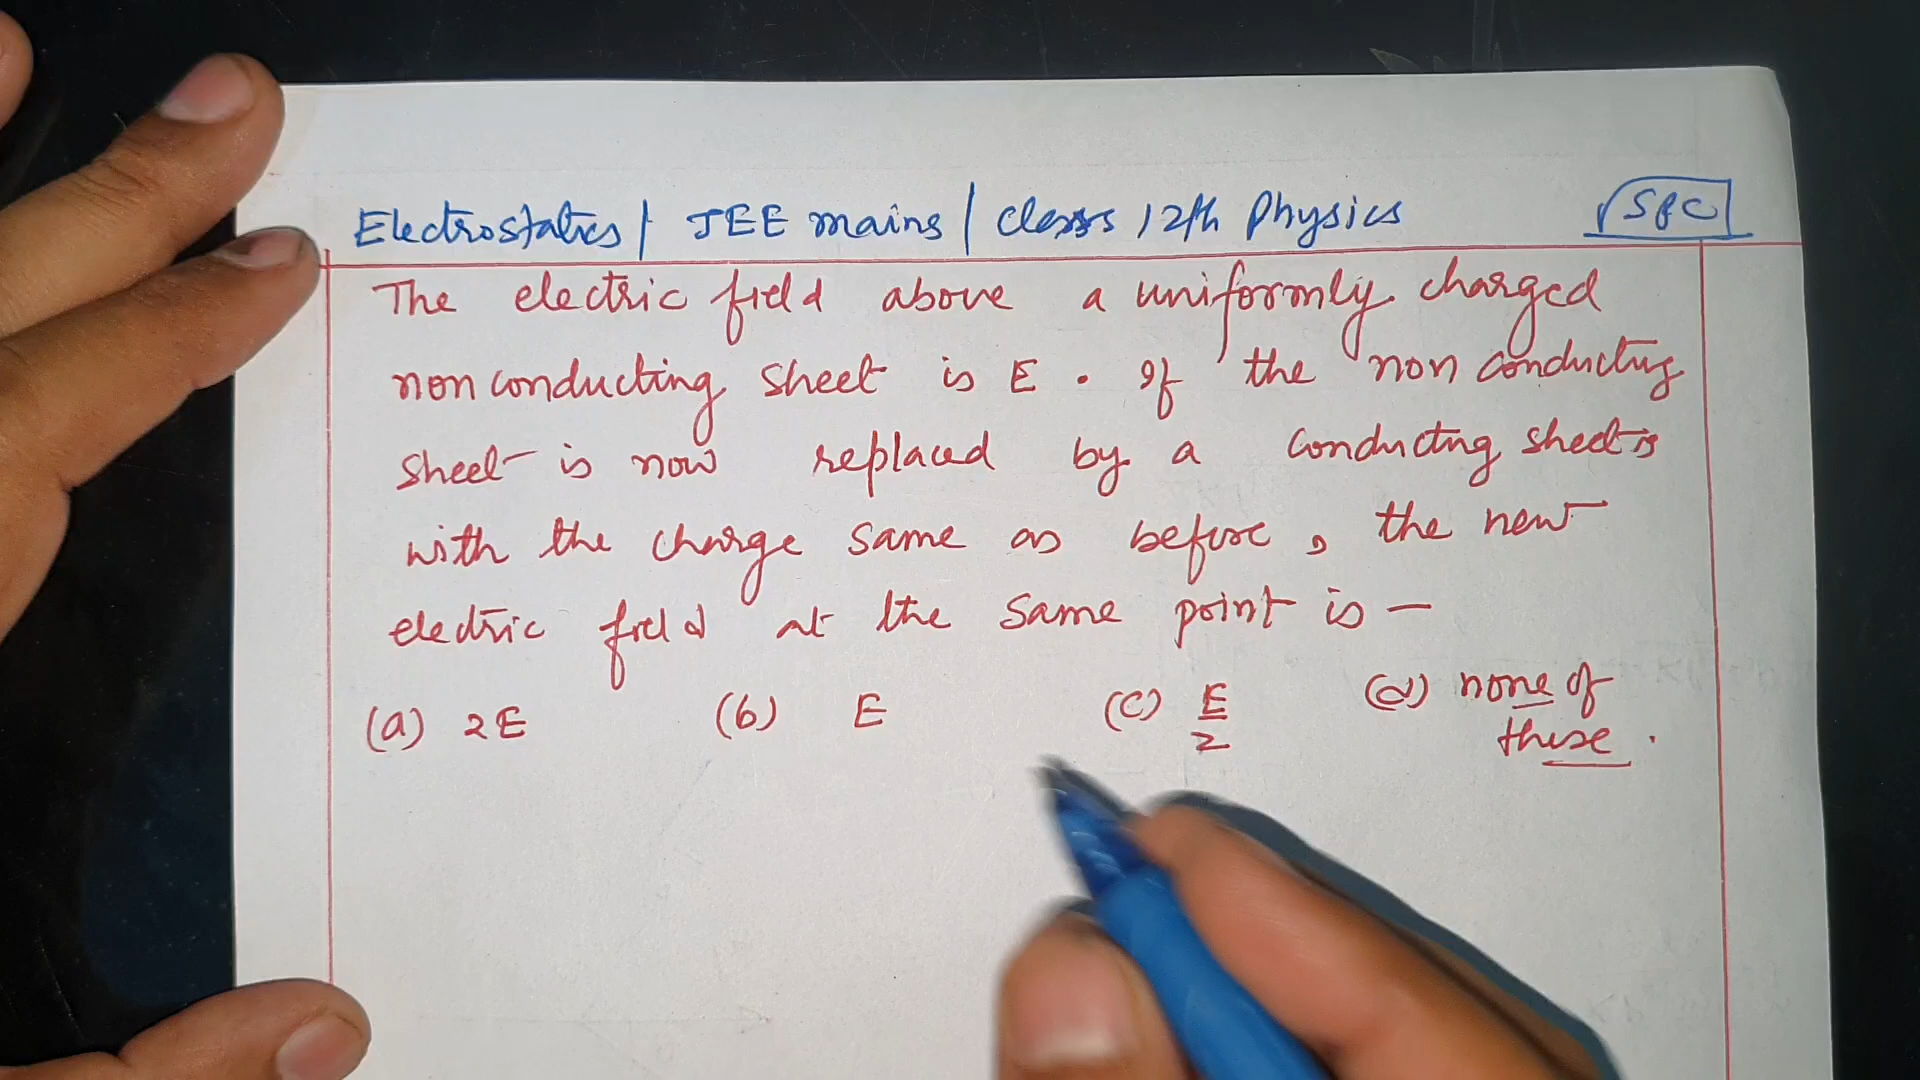 Electrostatics | JEE mains | Class 12th Physics
SPC
The electric field above a uniformly charged
nonconducting sheet is E. If the non conducting
sheet is now replaced by a conducting sheet
with the charge same as before, the new
electric field at the same point is —
(a) 2E (b) E (c) E/2 (d) none of
these.